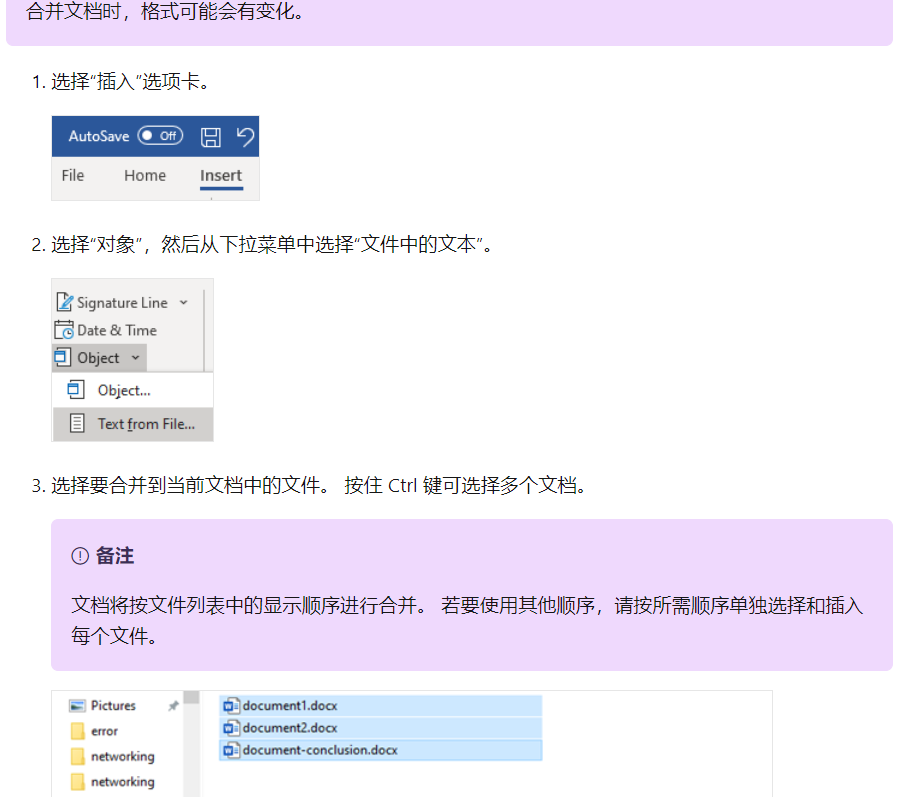 合并文档时，格式可能会有变化。
1. 选择“插入”选项卡。
AutoSave Off
File Home Insert
2. 选择“对象”，然后从下拉菜单中选择“文件中的文本”。
Signature Line
Date & Time
Object
Object...
Text from File...
3. 选择要合并到当前文档中的文件。 按住 Ctrl 键可选择多个文档。
备注
文档将按文件列表中的显示顺序进行合并。 若要使用其他顺序，请按所需顺序单独选择和插入
每个文件。
Pictures document1.docx
error document2.docx
networking document-conclusion.docx
networking